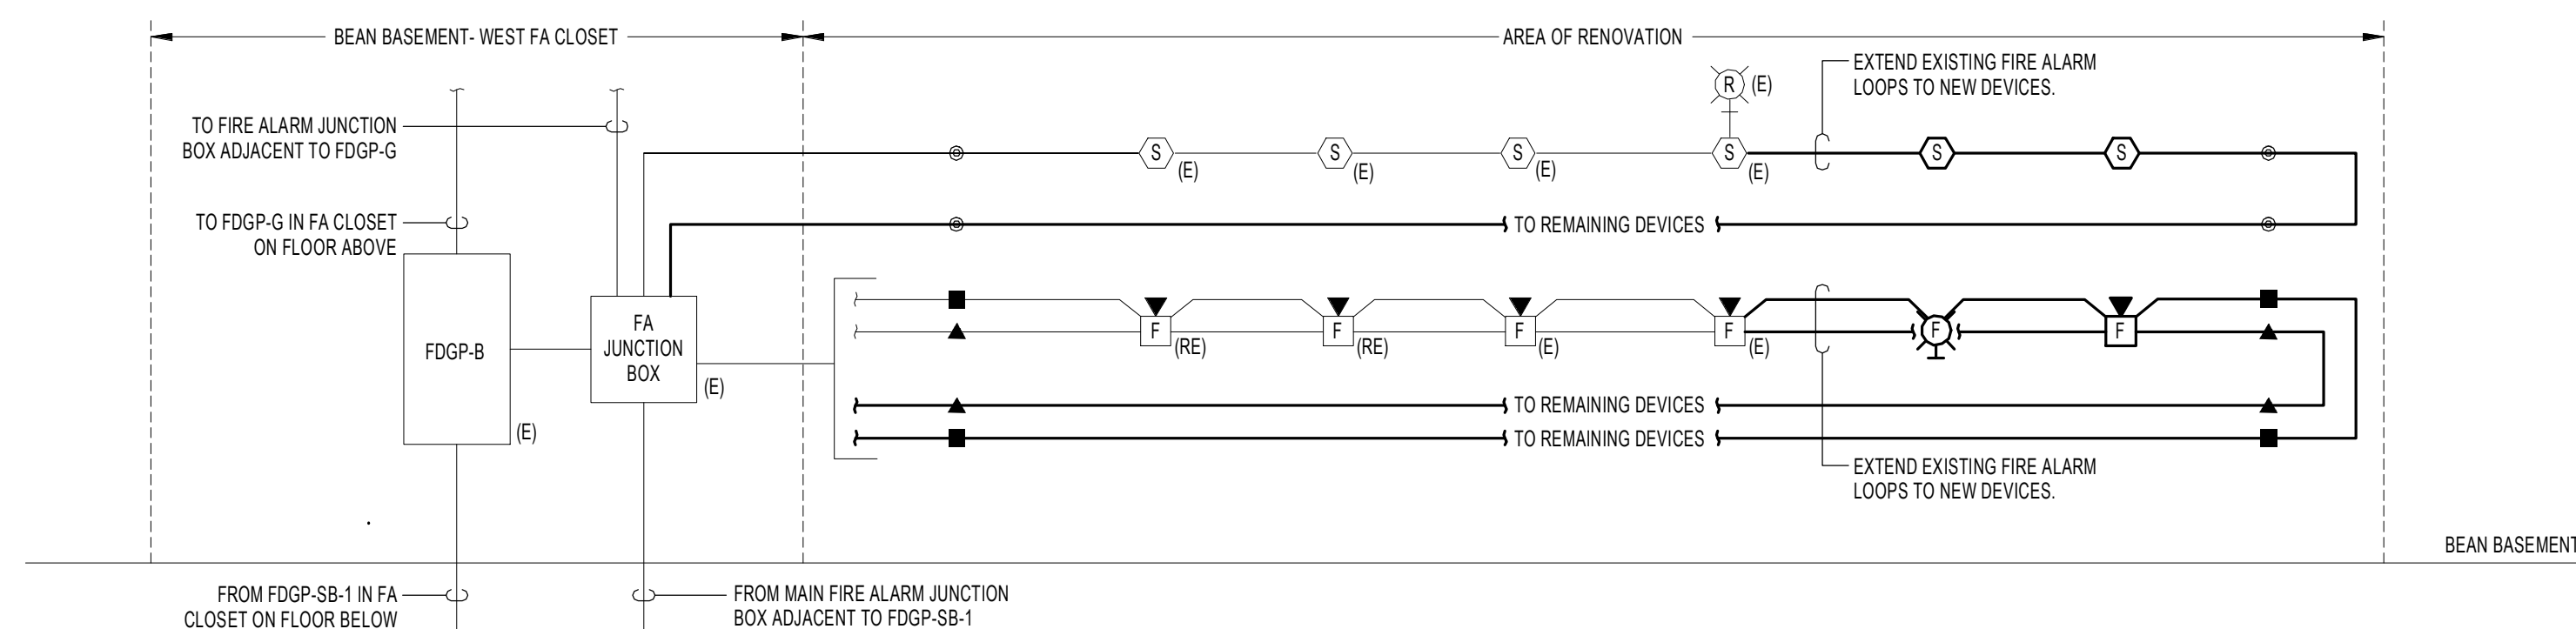 BEAN BASEMENT- WEST FA CLOSET
AREA OF RENOVATION
EXTEND EXISTING FIRE ALARM
LOOPS TO NEW DEVICES.
R (E)
TO FIRE ALARM JUNCTION
BOX ADJACENT TO FDGP-G
S (E)
S (E)
S (E)
S (E)
S
S
TO FDGP-G IN FA CLOSET
ON FLOOR ABOVE
TO REMAINING DEVICES
FDGP-B
(E)
FA
JUNCTION
BOX
(E)
F (RE)
F (RE)
F (E)
F (E)
F
F
TO REMAINING DEVICES
TO REMAINING DEVICES
EXTEND EXISTING FIRE ALARM
LOOPS TO NEW DEVICES.
BEAN BASEMENT
FROM FDGP-SB-1 IN FA
CLOSET ON FLOOR BELOW
FROM MAIN FIRE ALARM JUNCTION
BOX ADJACENT TO FDGP-SB-1